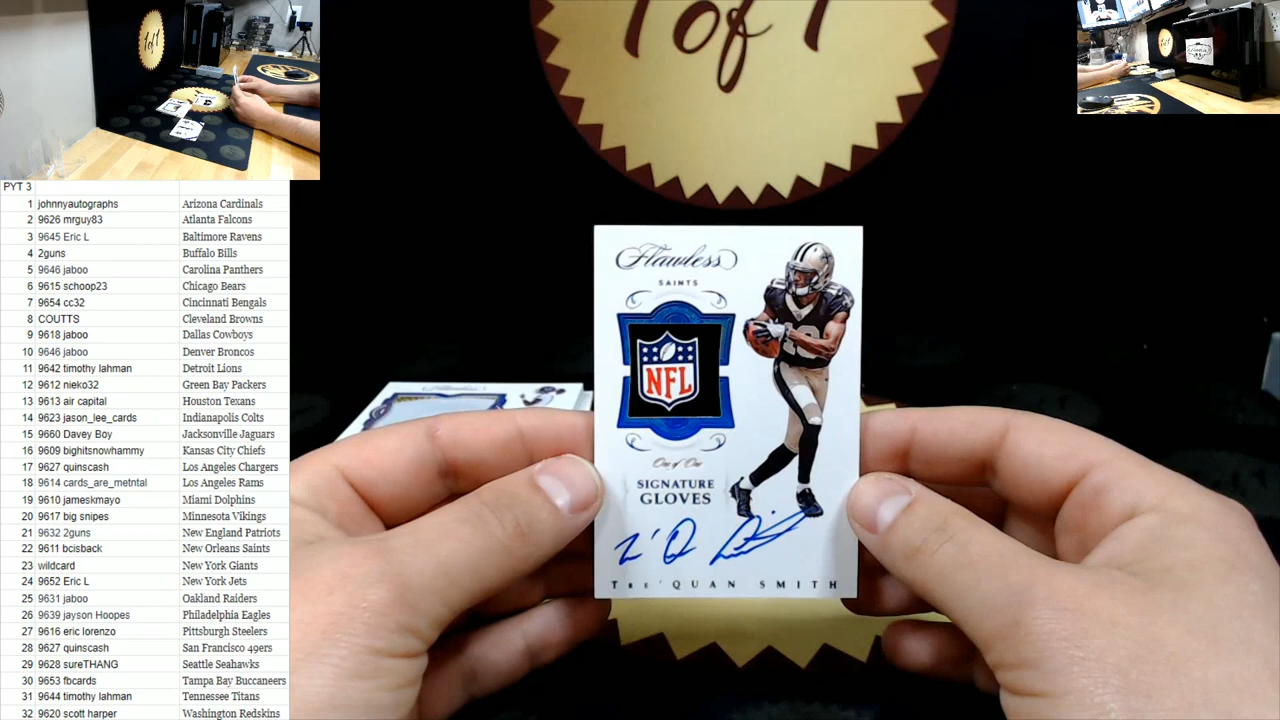 1 of 1
1 of 1
PYT 3
1 johnnyautographs Arizona Cardinals
2 9626 mrguy83 Atlanta Falcons
3 9645 Eric L Baltimore Ravens
4 2guns Buffalo Bills
5 9646 jaboo Carolina Panthers
6 9615 schoop23 Chicago Bears
7 9654 cc32 Cincinnati Bengals
8 COUTTS Cleveland Browns
9 9618 jaboo Dallas Cowboys
10 9646 jaboo Denver Broncos
11 9642 timothy lahman Detroit Lions
12 9612 nieko32 Green Bay Packers
13 9613 air capital Houston Texans
14 9623 jason_lee_cards Indianapolis Colts
15 9660 Davey Boy Jacksonville Jaguars
16 9609 bighitsnowhammy Kansas City Chiefs
17 9627 quinscash Los Angeles Chargers
18 9614 cards_are_metntal Los Angeles Rams
19 9610 jameskmayo Miami Dolphins
20 9617 big snipes Minnesota Vikings
21 9632 2guns New England Patriots
22 9611 bcisback New Orleans Saints
23 wildcard New York Giants
24 9652 Eric L New York Jets
25 9631 jaboo Oakland Raiders
26 9639 jayson Hoopes Philadelphia Eagles
27 9616 eric lorenzo Pittsburgh Steelers
28 9627 quinscash San Francisco 49ers
29 9628 sureTHANG Seattle Seahawks
30 9653 fbcards Tampa Bay Buccaneers
31 9644 timothy lahman Tennessee Titans
32 9620 scott harper Washington Redskins
Flawless
SAINTS
NFL
One of One
SIGNATURE
GLOVES
TRE'QUAN SMITH
10